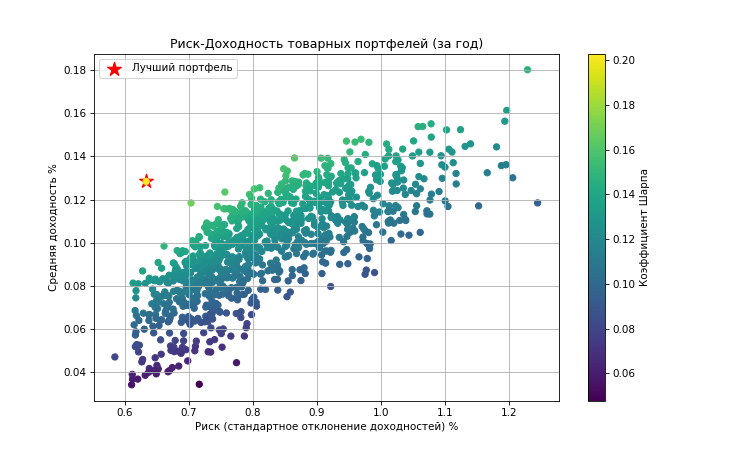 Риск-Доходность товарных портфелей (за год)
Лучший портфель
0.18
0.16
0.14
0.12
0.10
0.08
0.06
0.04
Средняя доходность %
0.6 0.7 0.8 0.9 1.0 1.1 1.2
Риск (стандартное отклонение доходностей) %
0.20
0.18
0.16
0.14
0.12
0.10
0.08
0.06
Коэффициент Шарпа